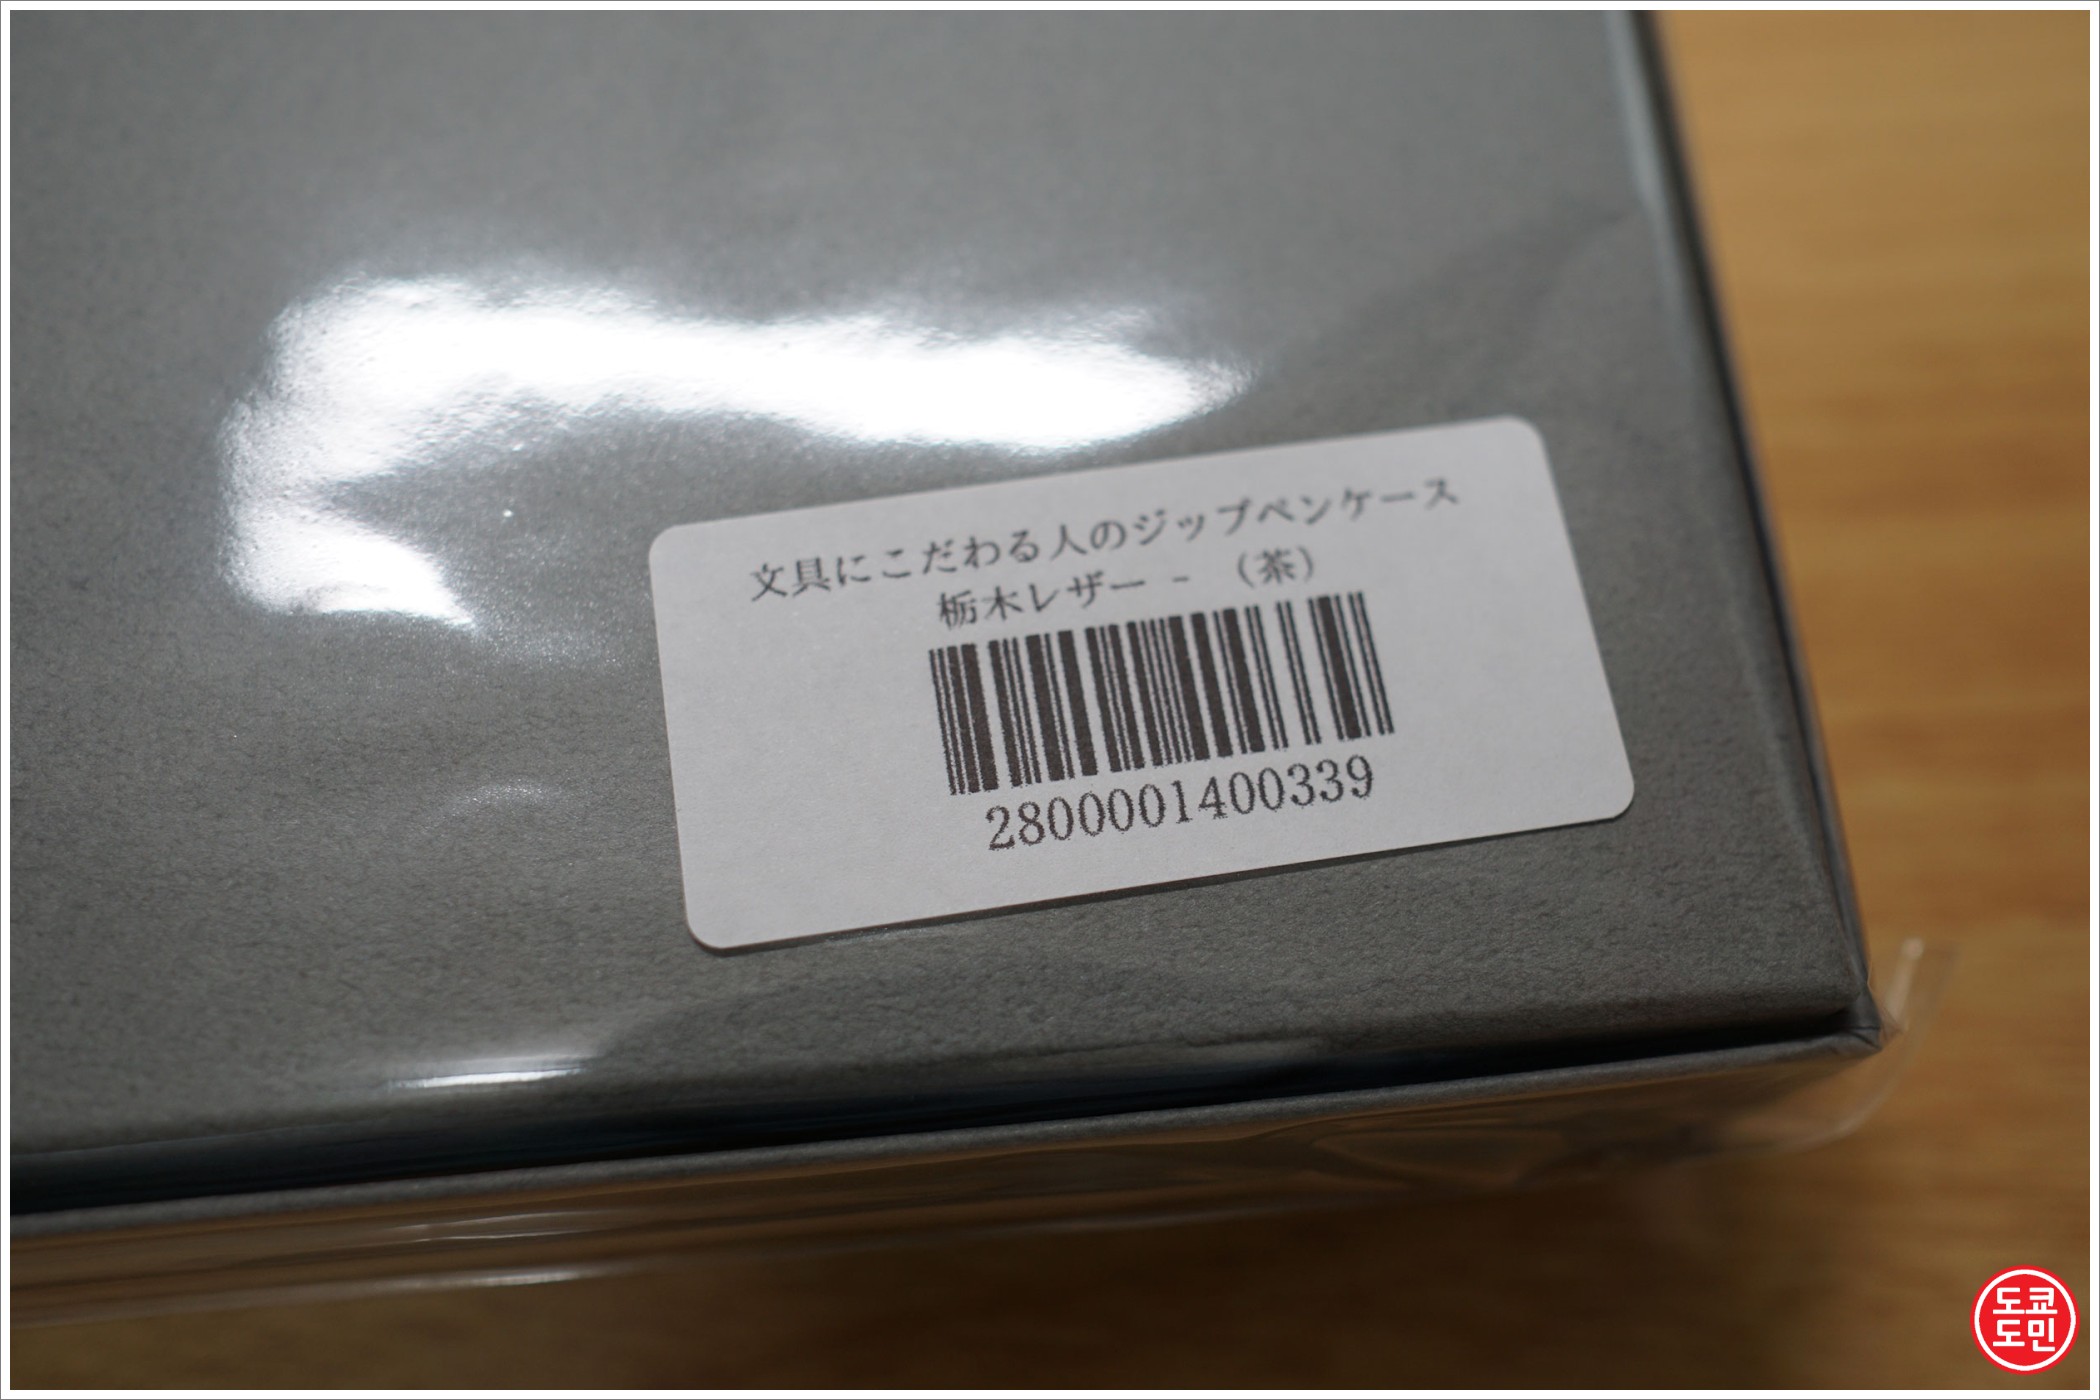 文具にこだわる人のジップペンケース
栃木レザー - （茶）
2800001400339
도쿄
도민